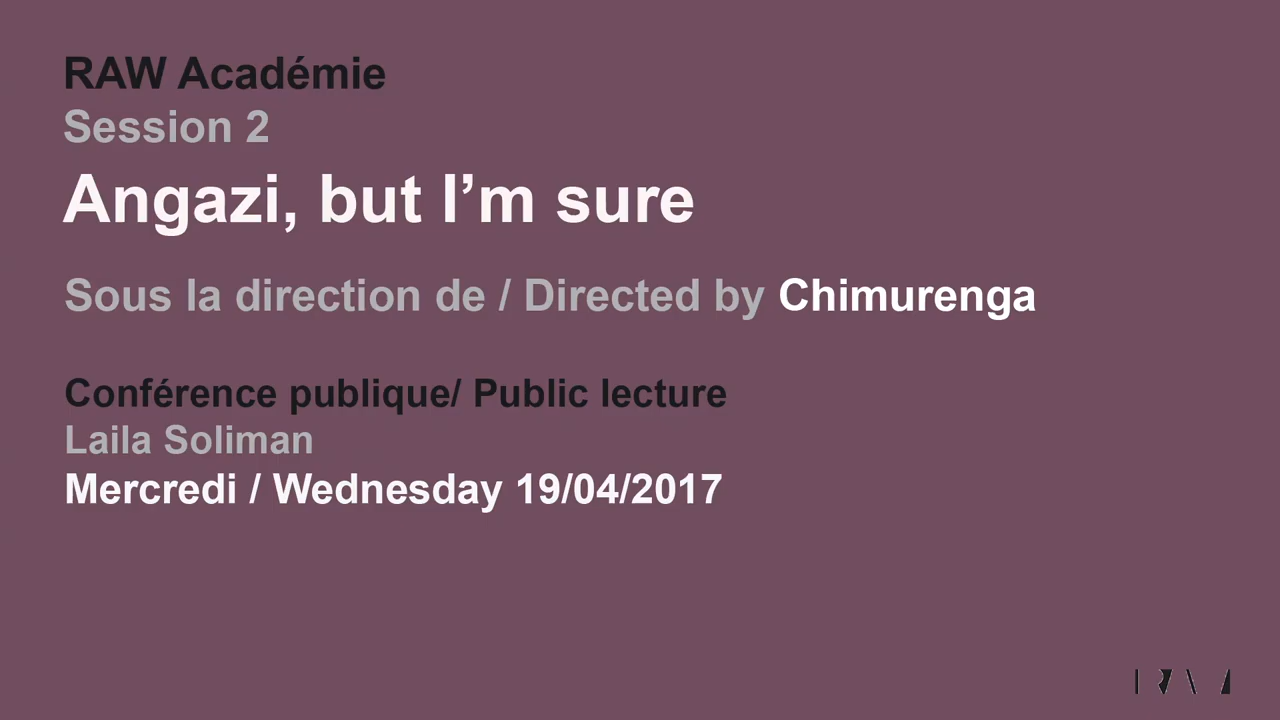 RAW Académie
Session 2
Angazi, but I’m sure
Sous la direction de / Directed by Chimurenga
Conférence publique/ Public lecture
Laila Soliman
Mercredi / Wednesday 19/04/2017
RAW